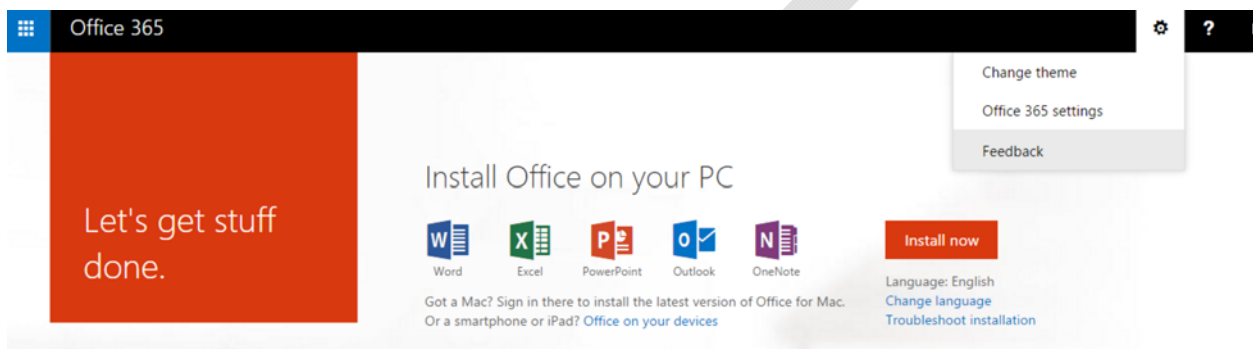 Office 365
?
Change theme
Office 365 settings
Feedback
Let's get stuff
done.
Install Office on your PC
Word Excel PowerPoint Outlook OneNote
Install now
Got a Mac? Sign in there to install the latest version of Office for Mac.
Or a smartphone or iPad? Office on your devices
Language: English
Change language
Troubleshoot installation